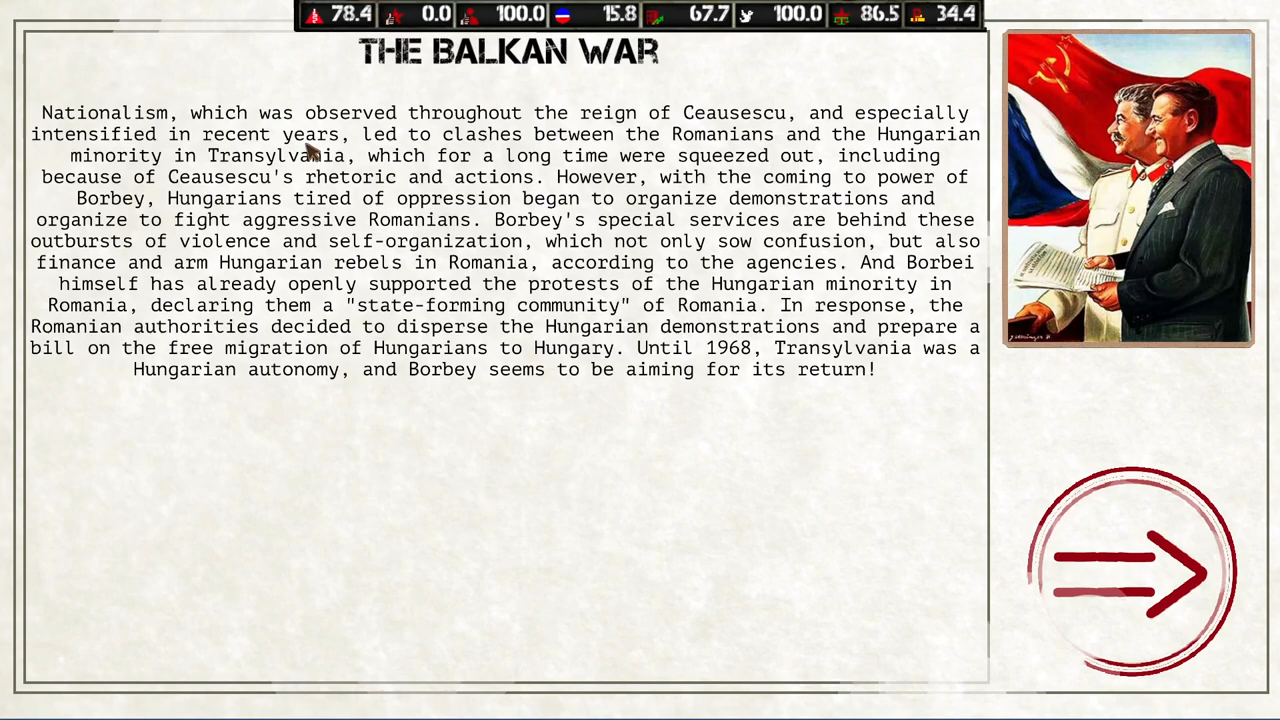 78.4 0.0 100.0 15.8 67.7 100.0 86.5 34.4
THE BALKAN WAR
Nationalism, which was observed throughout the reign of Ceausescu, and especially
intensified in recent years, led to clashes between the Romanians and the Hungarian
minority in Transylvania, which for a long time were squeezed out, including
because of Ceausescu's rhetoric and actions. However, with the coming to power of
Borbey, Hungarians tired of oppression began to organize demonstrations and
organize to fight aggressive Romanians. Borbey's special services are behind these
outbursts of violence and self-organization, which not only sow confusion, but also
finance and arm Hungarian rebels in Romania, according to the agencies. And Borbei
himself has already openly supported the protests of the Hungarian minority in
Romania, declaring them a "state-forming community" of Romania. In response, the
Romanian authorities decided to disperse the Hungarian demonstrations and prepare a
bill on the free migration of Hungarians to Hungary. Until 1968, Transylvania was a
Hungarian autonomy, and Borbey seems to be aiming for its return!